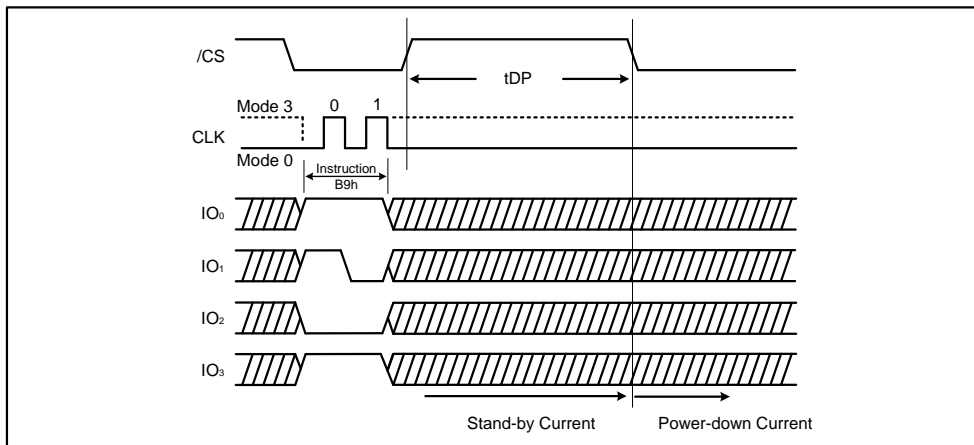 /CS
tDP
Mode 3
0
1
CLK
Mode 0
Instruction
B9h
IO₀
IO₁
IO₂
IO₃
Stand-by Current
Power-down Current